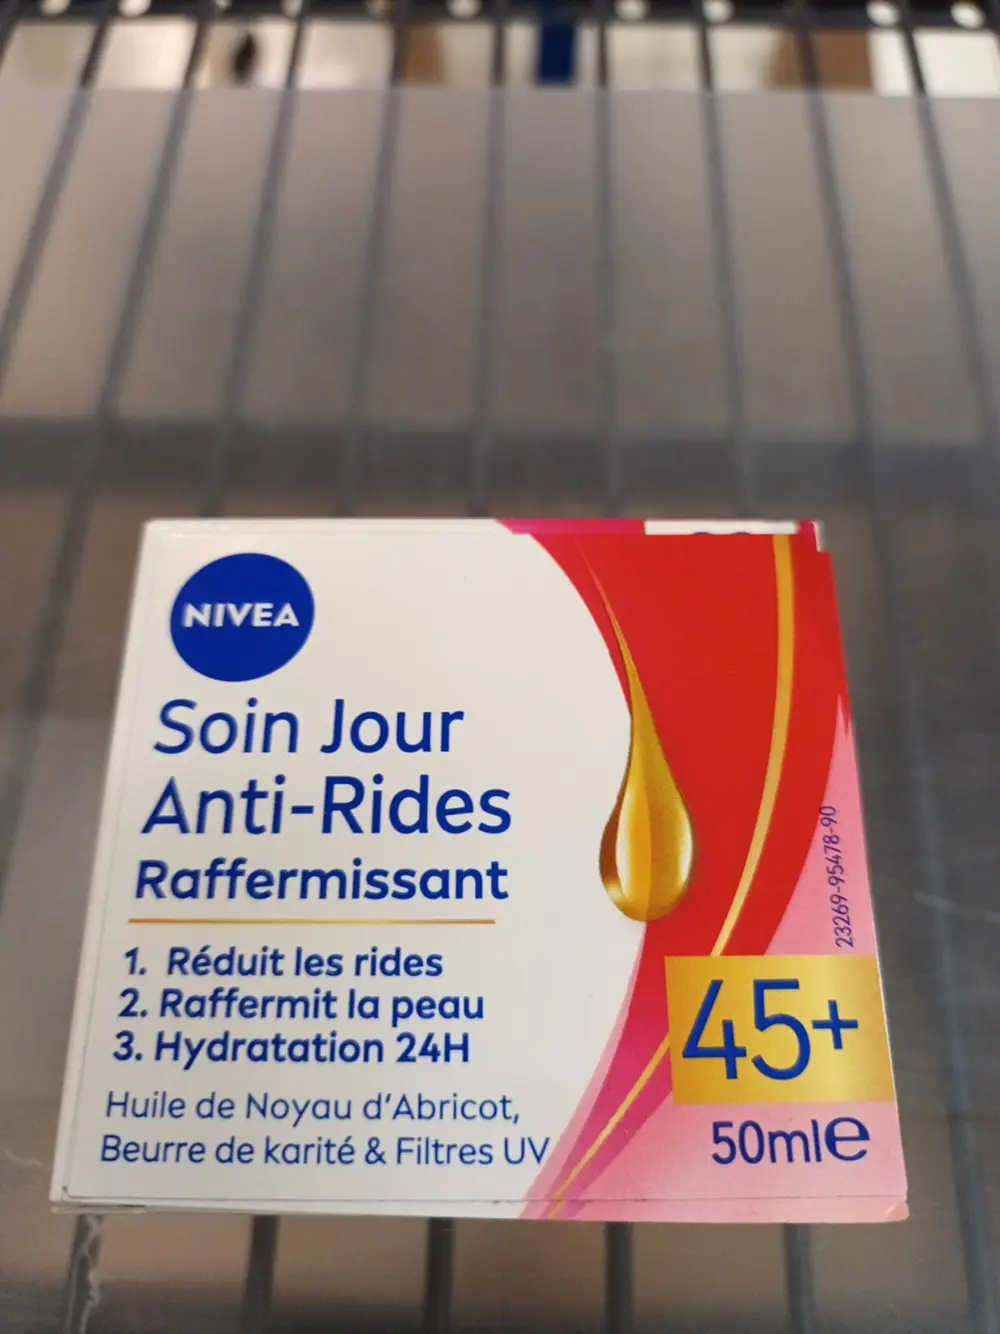 NIVEA
Soin Jour
Anti-Rides
Raffermissant
1. Réduit les rides
2. Raffermit la peau
3. Hydratation 24H
Huile de Noyau d'Abricot,
Beurre de karité & Filtres UV
23269-95478-90
45+
50ml℮